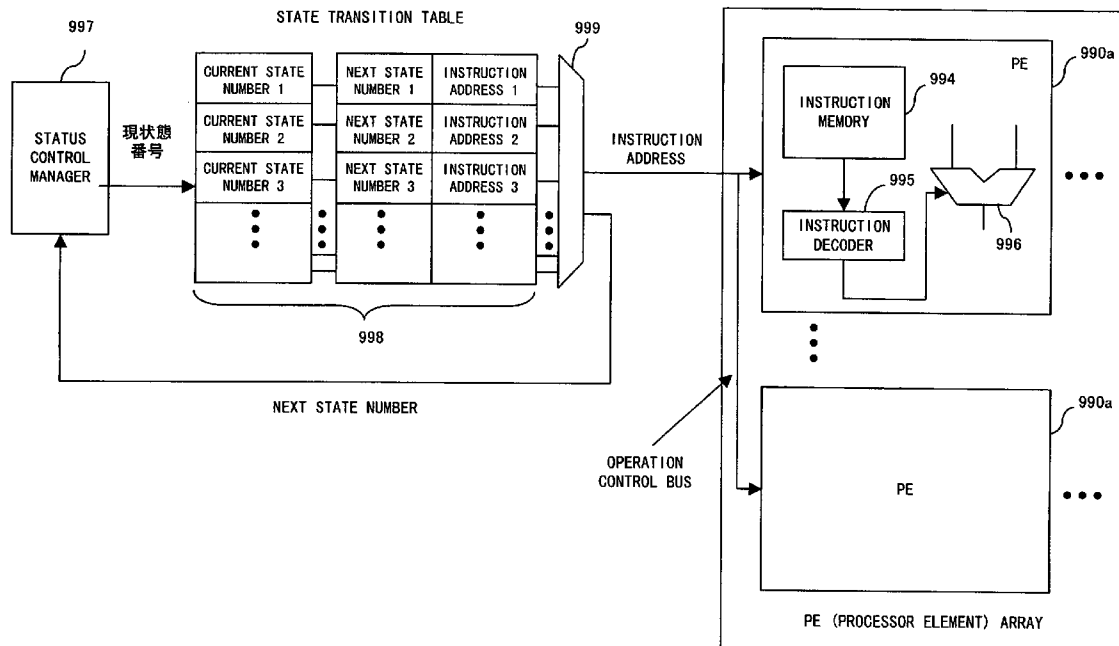 STATE TRANSITION TABLE
997
999
STATUS
CONTROL
MANAGER
現状態
番号
CURRENT STATE
NUMBER 1
NEXT STATE
NUMBER 1
INSTRUCTION
ADDRESS 1
CURRENT STATE
NUMBER 2
NEXT STATE
NUMBER 2
INSTRUCTION
ADDRESS 2
CURRENT STATE
NUMBER 3
NEXT STATE
NUMBER 3
INSTRUCTION
ADDRESS 3
998
NEXT STATE NUMBER
INSTRUCTION
ADDRESS
OPERATION
CONTROL BUS
PE
990a
994
INSTRUCTION
MEMORY
995
INSTRUCTION
DECODER
996
990a
PE
PE (PROCESSOR ELEMENT) ARRAY